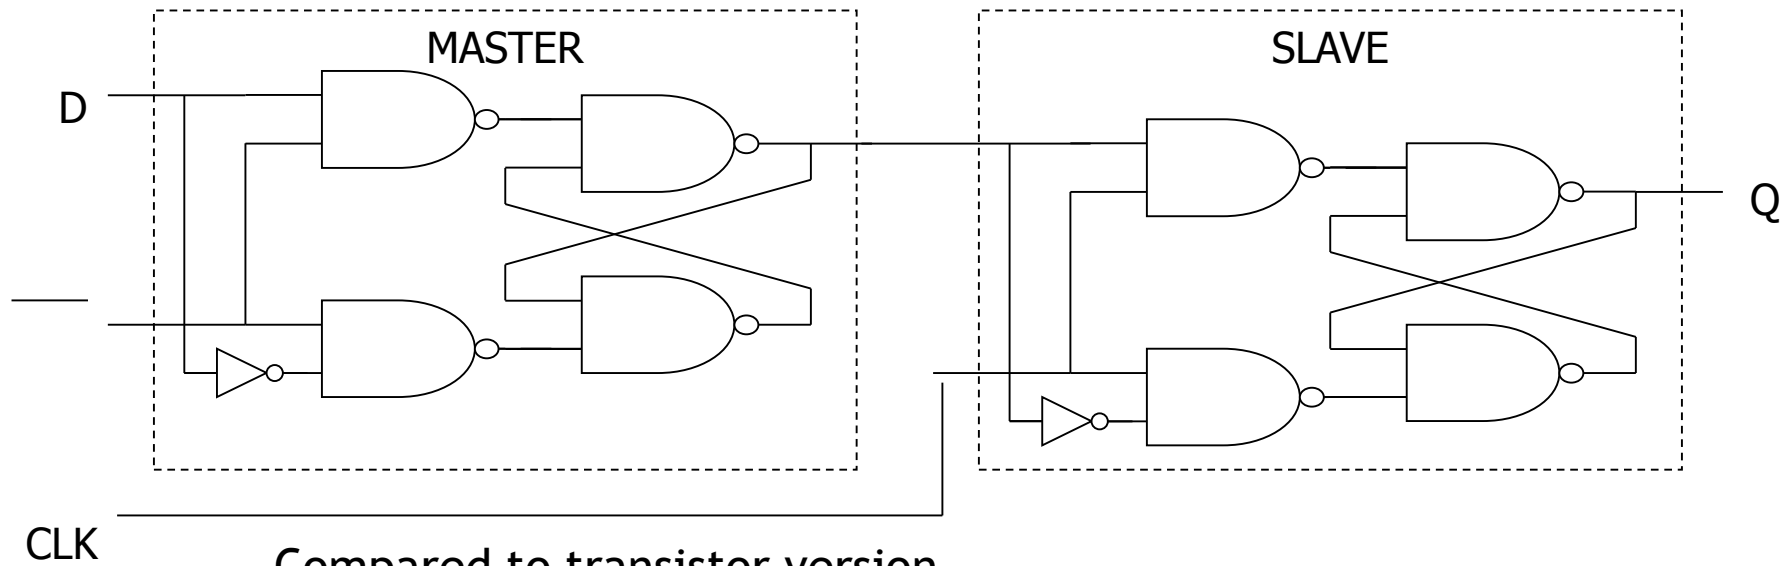 MASTER
SLAVE
D
Q
CLK
Compared to transistor version